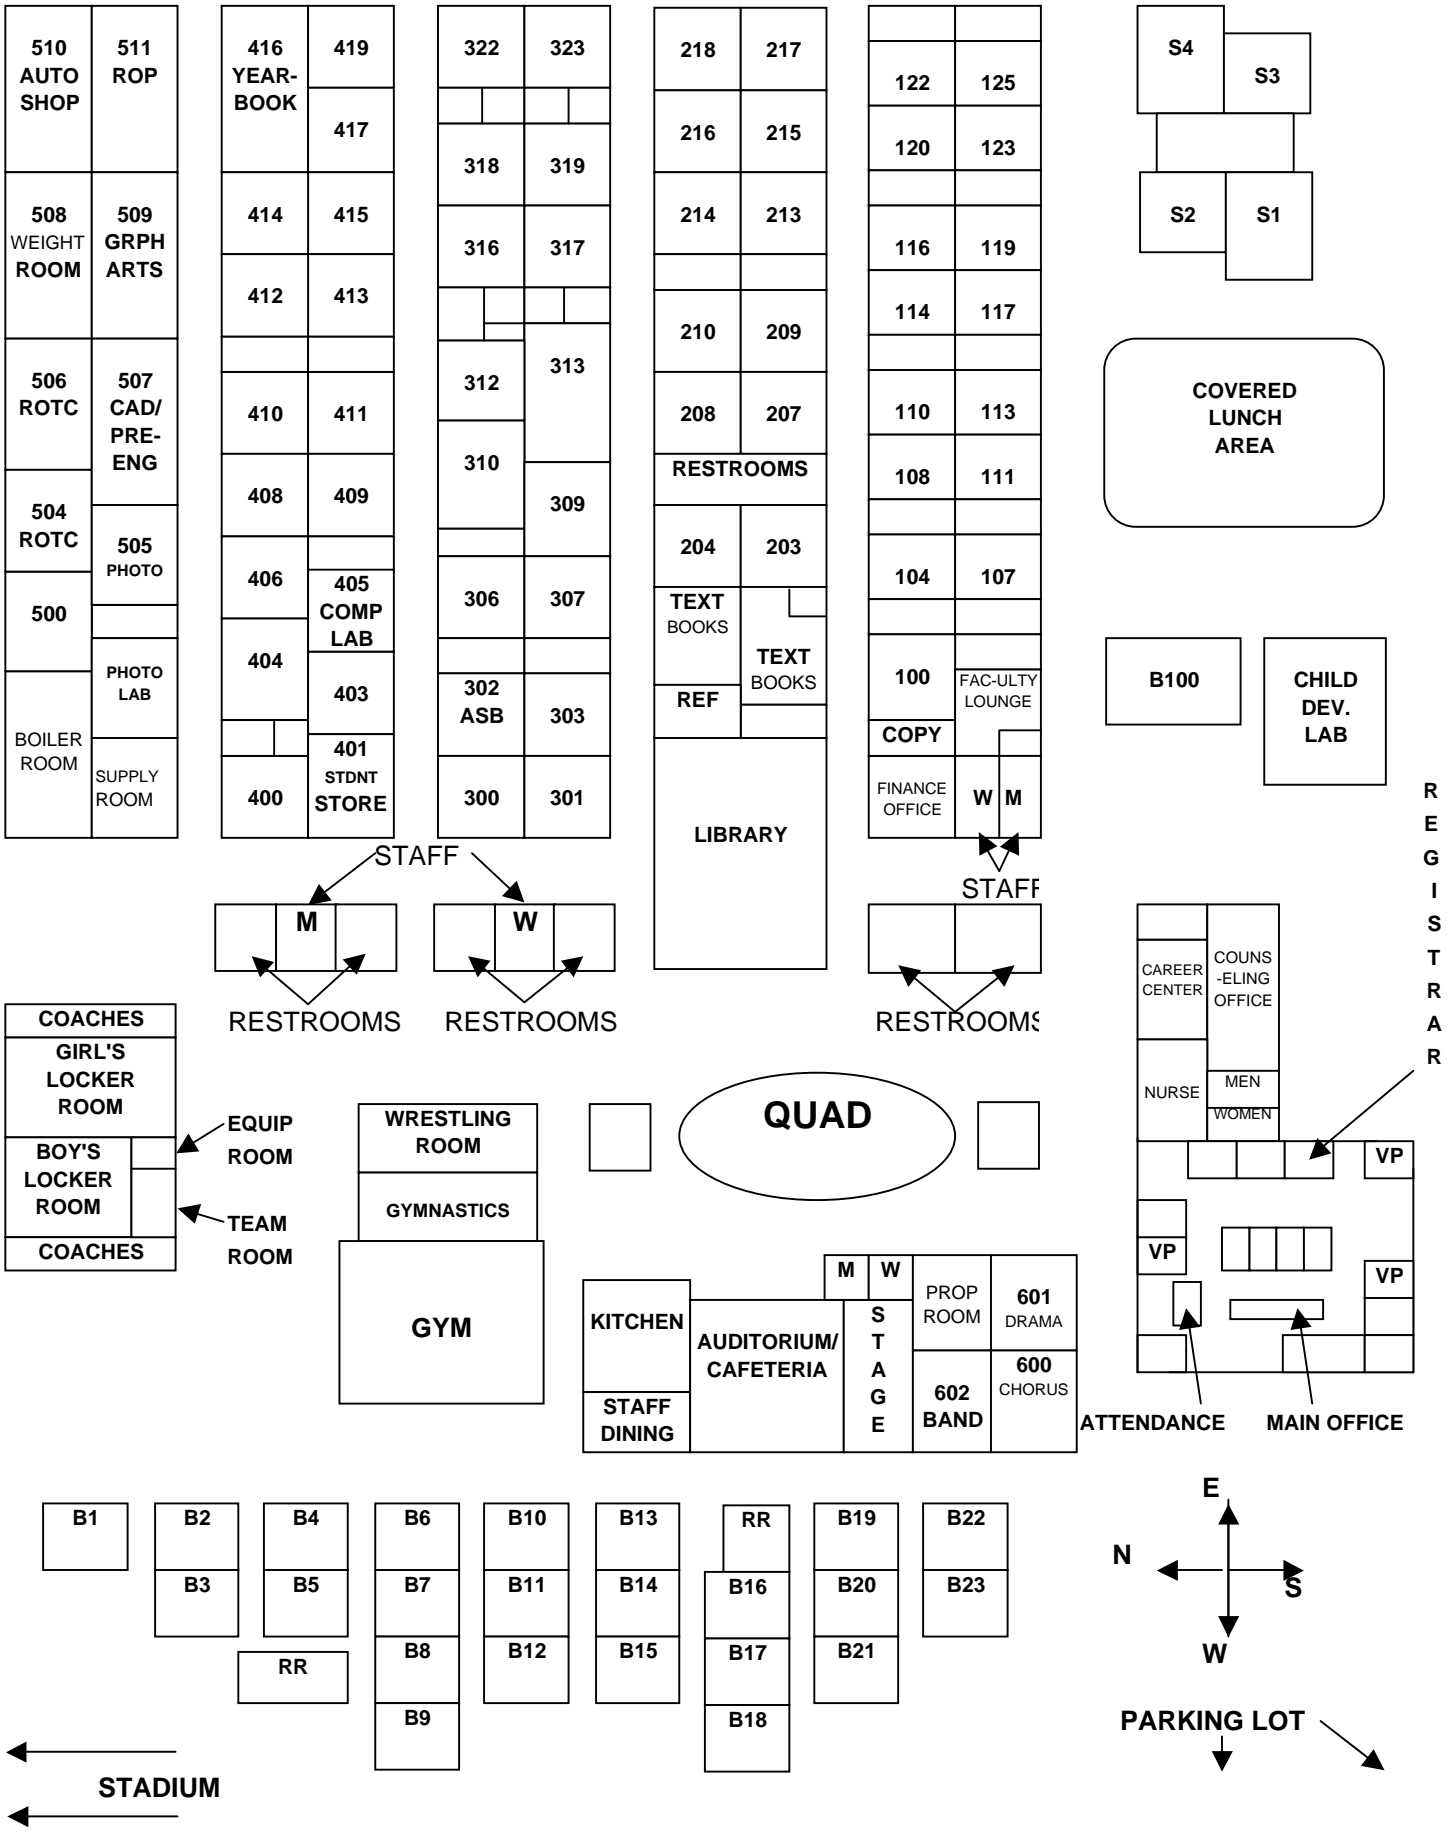 510
AUTO
SHOP
511
ROP
508
WEIGHT
ROOM
509
GRPH
ARTS
506
ROTC
507
CAD/
PRE-
ENG
504
ROTC
505
PHOTO
500
PHOTO
LAB
BOILER
ROOM
SUPPLY
ROOM
416
YEAR-
BOOK
419
417
414
415
412
413
410
411
408
409
406
405
COMP
LAB
404
403
401
STDNT
STORE
400
322
323
318
319
316
317
313
312
310
309
306
307
302
ASB
303
300
301
218
217
216
215
214
213
210
209
208
207
RESTROOMS
204
203
TEXT
BOOKS
TEXT
BOOKS
REF
LIBRARY
122
125
120
123
116
119
114
117
110
113
108
111
104
107
100
FAC-ULTY
LOUNGE
COPY
FINANCE
OFFICE
W
M
STAFF
S4
S3
S2
S1
COVERED
LUNCH
AREA
B100
CHILD
DEV.
LAB
STAFF
M
W
RESTROOMS
RESTROOMS
RESTROOMS
R
E
G
I
S
T
R
A
R
CAREER
CENTER
COUNS
-ELING
OFFICE
NURSE
MEN
WOMEN
VP
VP
VP
ATTENDANCE
MAIN OFFICE
COACHES
GIRL'S
LOCKER
ROOM
BOY'S
LOCKER
ROOM
COACHES
EQUIP
ROOM
TEAM
ROOM
WRESTLING
ROOM
GYMNASTICS
GYM
QUAD
KITCHEN
STAFF
DINING
AUDITORIUM/
CAFETERIA
M
W
S
T
A
G
E
PROP
ROOM
601
DRAMA
602
BAND
600
CHORUS
B1
B2
B4
B6
B10
B13
RR
B19
B22
B3
B5
B7
B11
B14
B16
B20
B23
RR
B8
B12
B15
B17
B21
B9
B18
E
N
S
W
PARKING LOT
STADIUM